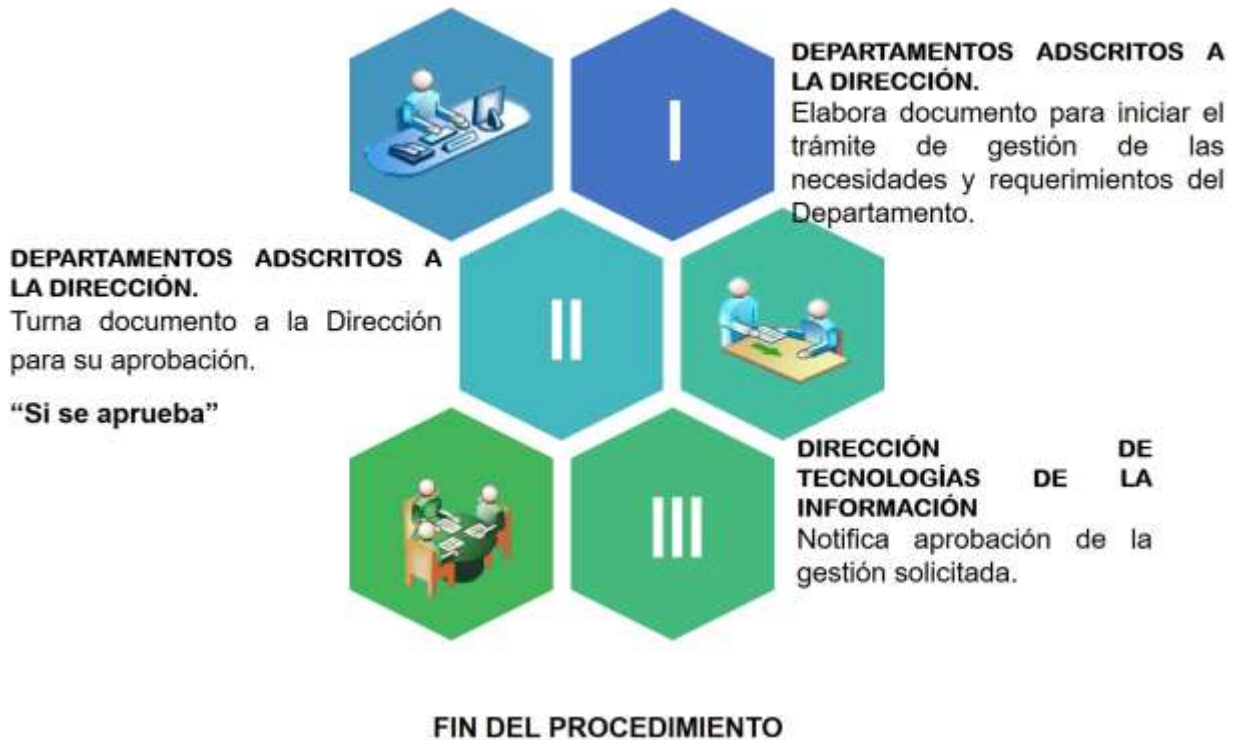 I
DEPARTAMENTOS ADSCRITOS A
LA DIRECCIÓN.
Elabora documento para iniciar el
trámite de gestión de las
necesidades y requerimientos del
Departamento.
DEPARTAMENTOS ADSCRITOS A
LA DIRECCIÓN.
Turna documento a la Dirección
para su aprobación.
“Si se aprueba”
II
III
DIRECCIÓN DE
TECNOLOGÍAS DE LA
INFORMACIÓN
Notifica aprobación de la
gestión solicitada.
FIN DEL PROCEDIMIENTO